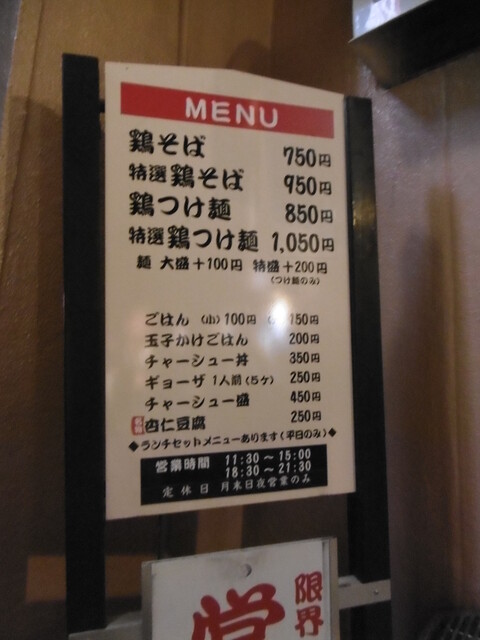 MENU
鶏そば 750円
特選 鶏そば 950円
鶏つけ麺 850円
特選 鶏つけ麺 1,050円
麺 大盛+100円 特盛+200円
(つけ麺のみ)
ごはん (小)100円 150円
玉子かけごはん 200円
チャーシュー丼 350円
ギョーザ 1人前(5ケ) 250円
チャーシュー盛 450円
杏仁豆腐 250円
◆ランチセットメニューあります(平日のみ)◆
営業時間 11:30～15:00
18:30～21:30
定休日 月末日夜営業のみ
限界